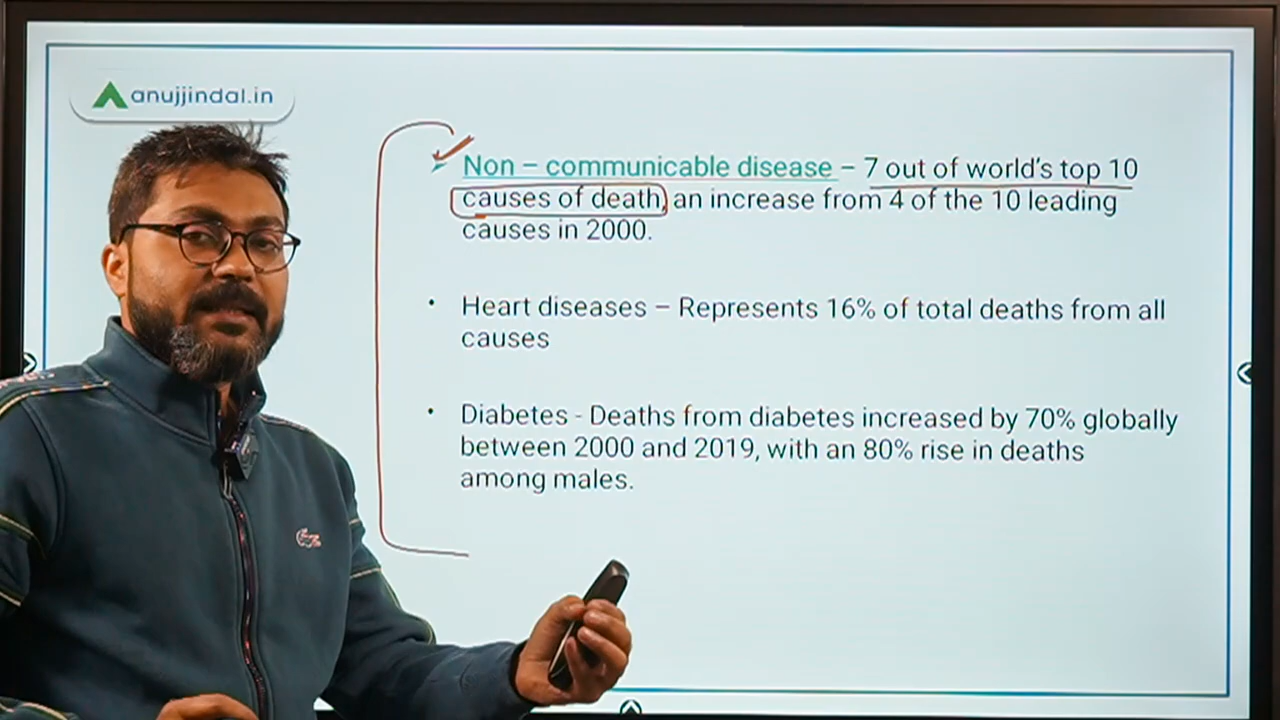 anujjindal.in
Non – communicable disease – 7 out of world's top 10
causes of death, an increase from 4 of the 10 leading
causes in 2000.
Heart diseases – Represents 16% of total deaths from all
causes
Diabetes - Deaths from diabetes increased by 70% globally
between 2000 and 2019, with an 80% rise in deaths
among males.